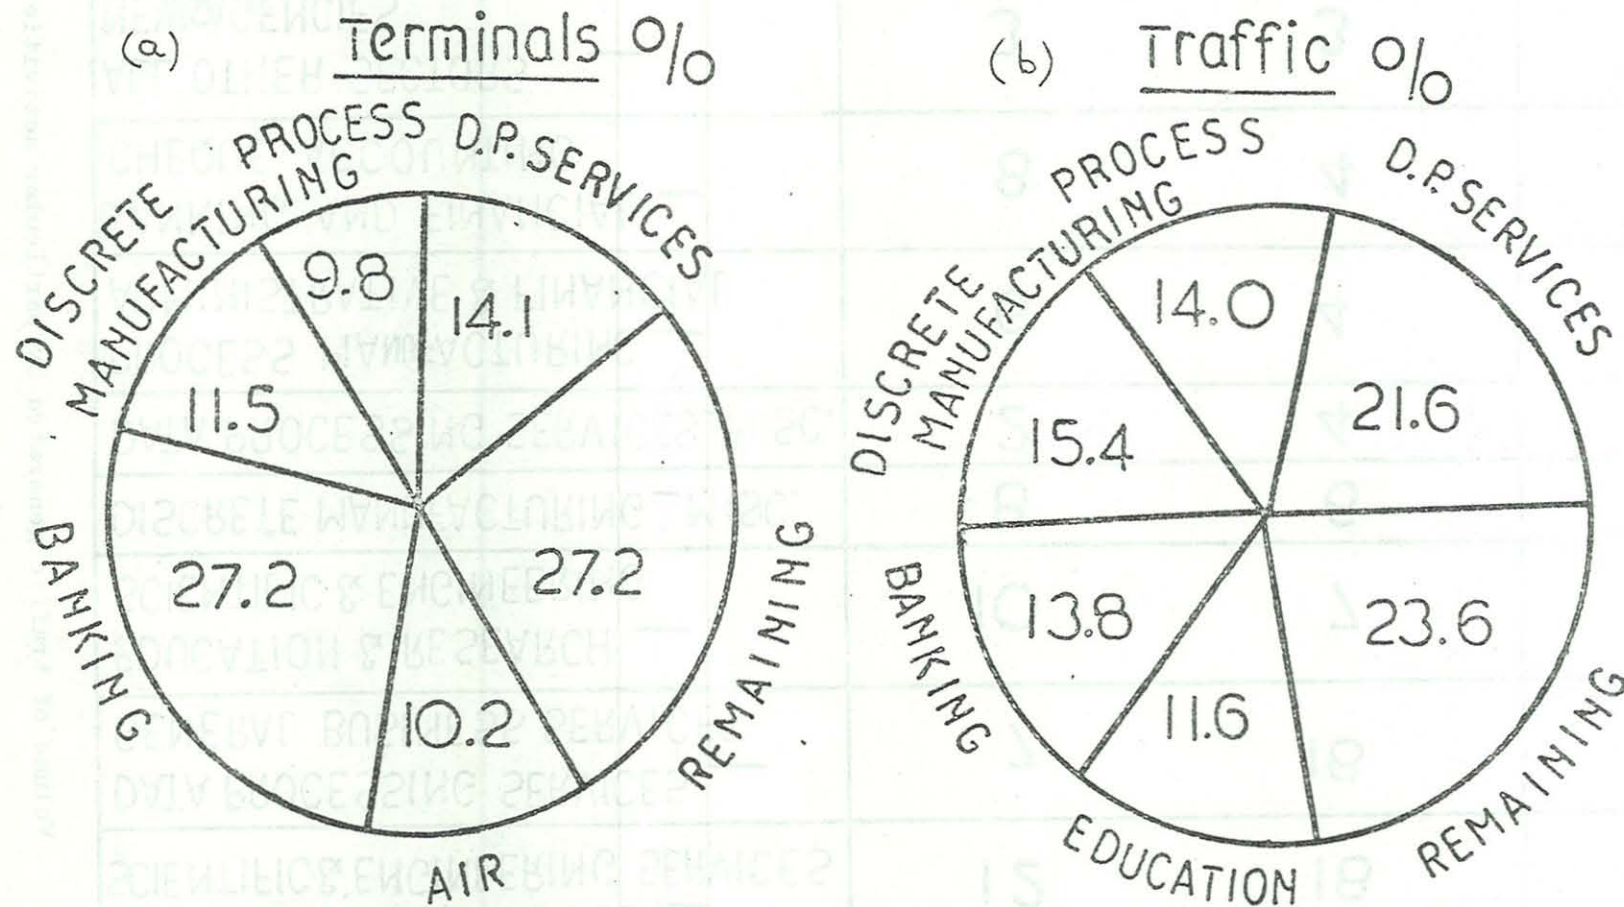 (a) Terminals %
PROCESS
D.P. SERVICES
DISCRETE
MANUFACTURING
9.8
14.1
11.5
27.2
27.2
10.2
BANKING
REMAINING
AIR
(b) Traffic %
PROCESS
D.P. SERVICES
DISCRETE
MANUFACTURING
14.0
21.6
15.4
13.8
23.6
11.6
BANKING
REMAINING
EDUCATION